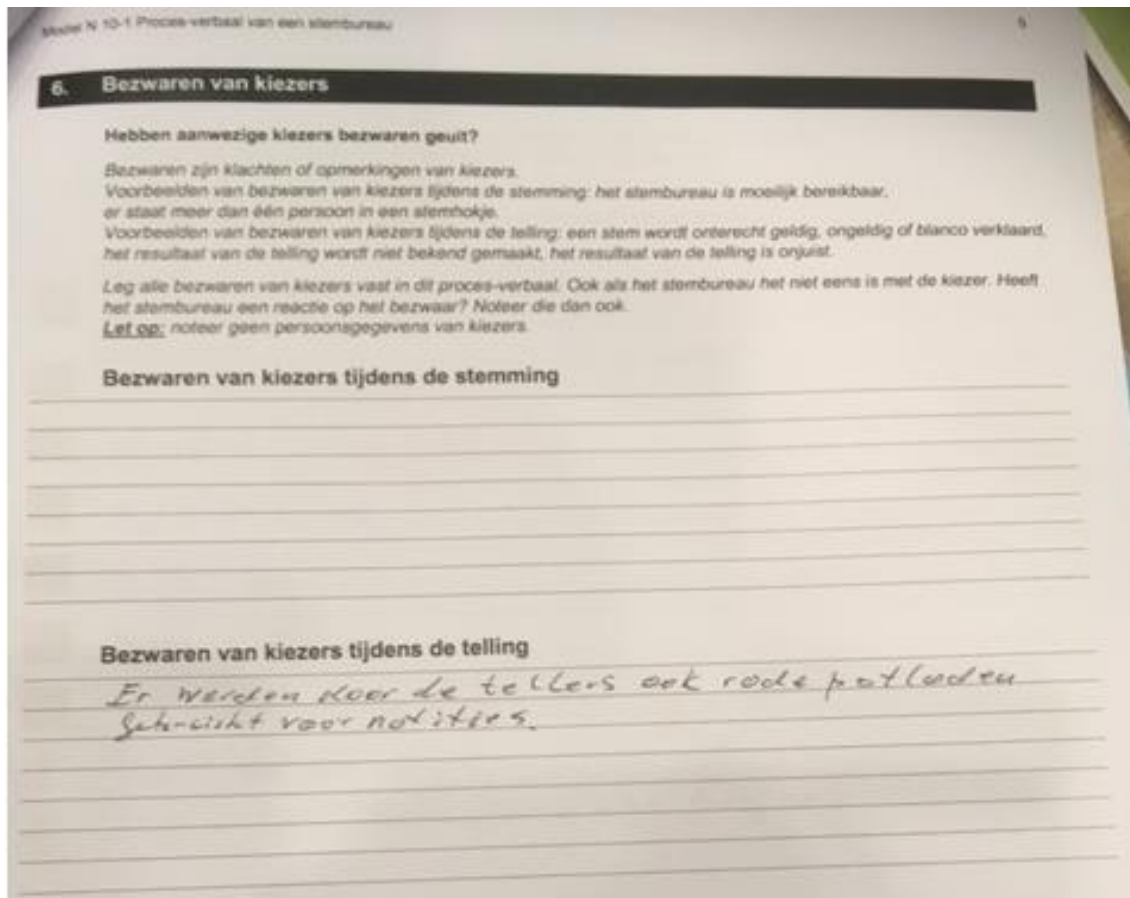 Model N 10-1 Proces-verbaal van een stembureau
6. Bezwaren van kiezers
Hebben aanwezige kiezers bezwaren geuit?
Bezwaren zijn klachten of opmerkingen van kiezers.
Voorbeelden van bezwaren van kiezers tijdens de stemming: het stembureau is moeilijk bereikbaar,
er staat meer dan één persoon in een stemhokje.
Voorbeelden van bezwaren van kiezers tijdens de telling: een stem wordt onterecht geldig, ongeldig of blanco verklaard,
het resultaat van de telling wordt niet bekend gemaakt, het resultaat van de telling is onjuist.
Leg alle bezwaren van kiezers vast in dit proces-verbaal. Ook als het stembureau het niet eens is met de kiezer. Heeft
het stembureau een reactie op het bezwaar? Noteer die dan ook.
Let op: noteer geen persoonsgegevens van kiezers.
Bezwaren van kiezers tijdens de stemming
Bezwaren van kiezers tijdens de telling
Er werden door de tellers ook rode potloden
gebruikt voor notities.